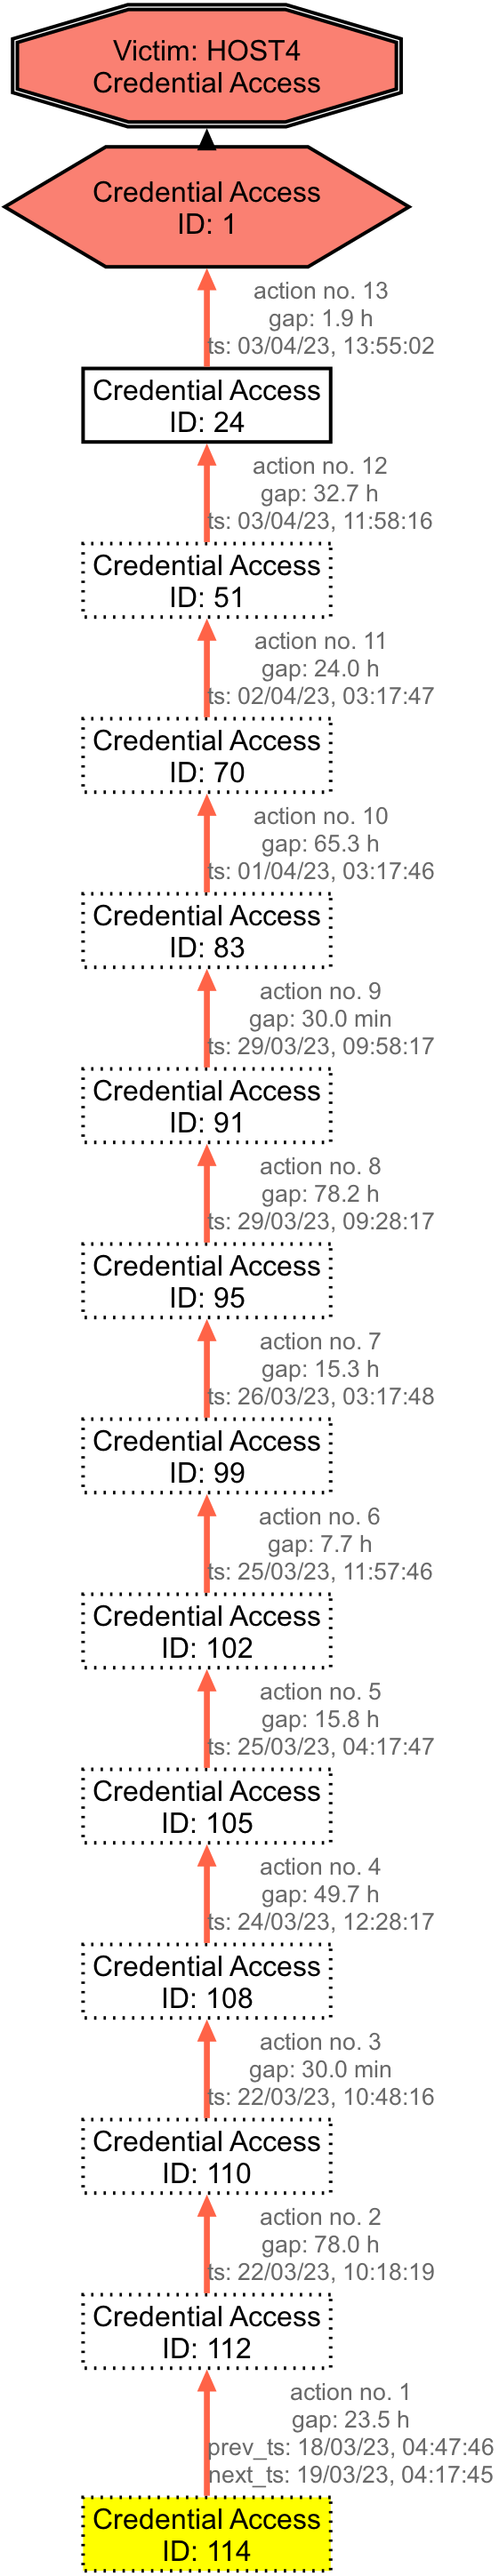 Victim: HOST4
Credential Access
Credential Access
ID: 1
action no. 13
gap: 1.9 h
ts: 03/04/23, 13:55:02
Credential Access
ID: 24
action no. 12
gap: 32.7 h
ts: 03/04/23, 11:58:16
Credential Access
ID: 51
action no. 11
gap: 24.0 h
ts: 02/04/23, 03:17:47
Credential Access
ID: 70
action no. 10
gap: 65.3 h
ts: 01/04/23, 03:17:46
Credential Access
ID: 83
action no. 9
gap: 30.0 min
ts: 29/03/23, 09:58:17
Credential Access
ID: 91
action no. 8
gap: 78.2 h
ts: 29/03/23, 09:28:17
Credential Access
ID: 95
action no. 7
gap: 15.3 h
ts: 26/03/23, 03:17:48
Credential Access
ID: 99
action no. 6
gap: 7.7 h
ts: 25/03/23, 11:57:46
Credential Access
ID: 102
action no. 5
gap: 15.8 h
ts: 25/03/23, 04:17:47
Credential Access
ID: 105
action no. 4
gap: 49.7 h
ts: 24/03/23, 12:28:17
Credential Access
ID: 108
action no. 3
gap: 30.0 min
ts: 22/03/23, 10:48:16
Credential Access
ID: 110
action no. 2
gap: 78.0 h
ts: 22/03/23, 10:18:19
Credential Access
ID: 112
action no. 1
gap: 23.5 h
prev_ts: 18/03/23, 04:47:46
next_ts: 19/03/23, 04:17:45
Credential Access
ID: 114